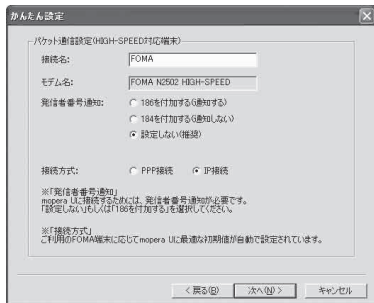 かんたん設定
パケット通信設定(HIGH-SPEED対応端末)
接続名: FOMA
モデム名: FOMA N2502 HIGH-SPEED
発信者番号通知: 186を付加する(通知する)
184を付加する(通知しない)
設定しない(推奨)
接続方式: PPP接続 IP接続
※「発信者番号通知」
mopera Uに接続するためには、発信者番号通知が必要です。
「設定しない」もしくは「186を付加する」を選択してください。
※「接続方式」
ご利用のFOMA端末に応じてmopera Uに最適な初期値が自動で設定されています。
< 戻る(B) 次へ(N) > キャンセル